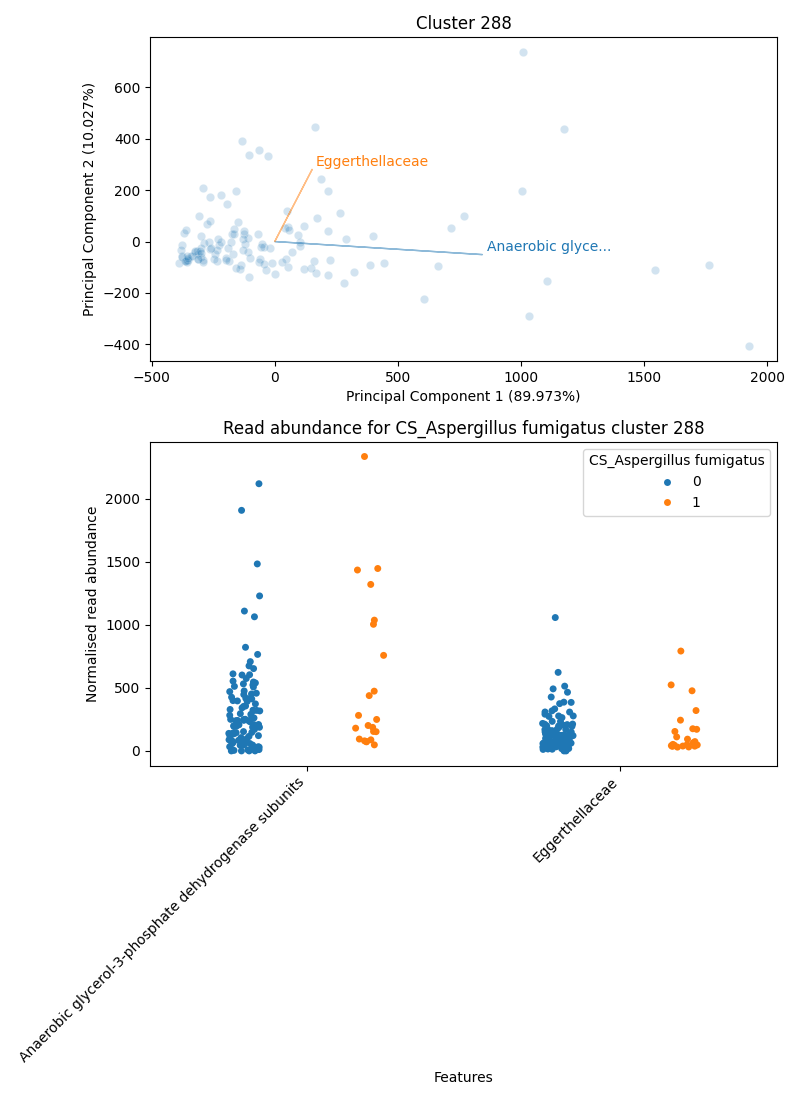 Cluster 288
Principal Component 2 (10.027%)
600
400
200
0
−200
−400
Eggerthellaceae
Anaerobic glyce...
−500
0
500
1000
1500
2000
Principal Component 1 (89.973%)
Read abundance for CS_Aspergillus fumigatus cluster 288
Normalised read abundance
2000
1500
1000
500
0
CS_Aspergillus fumigatus
0
1
Anaerobic glycerol-3-phosphate dehydrogenase subunits
Eggerthellaceae
Features